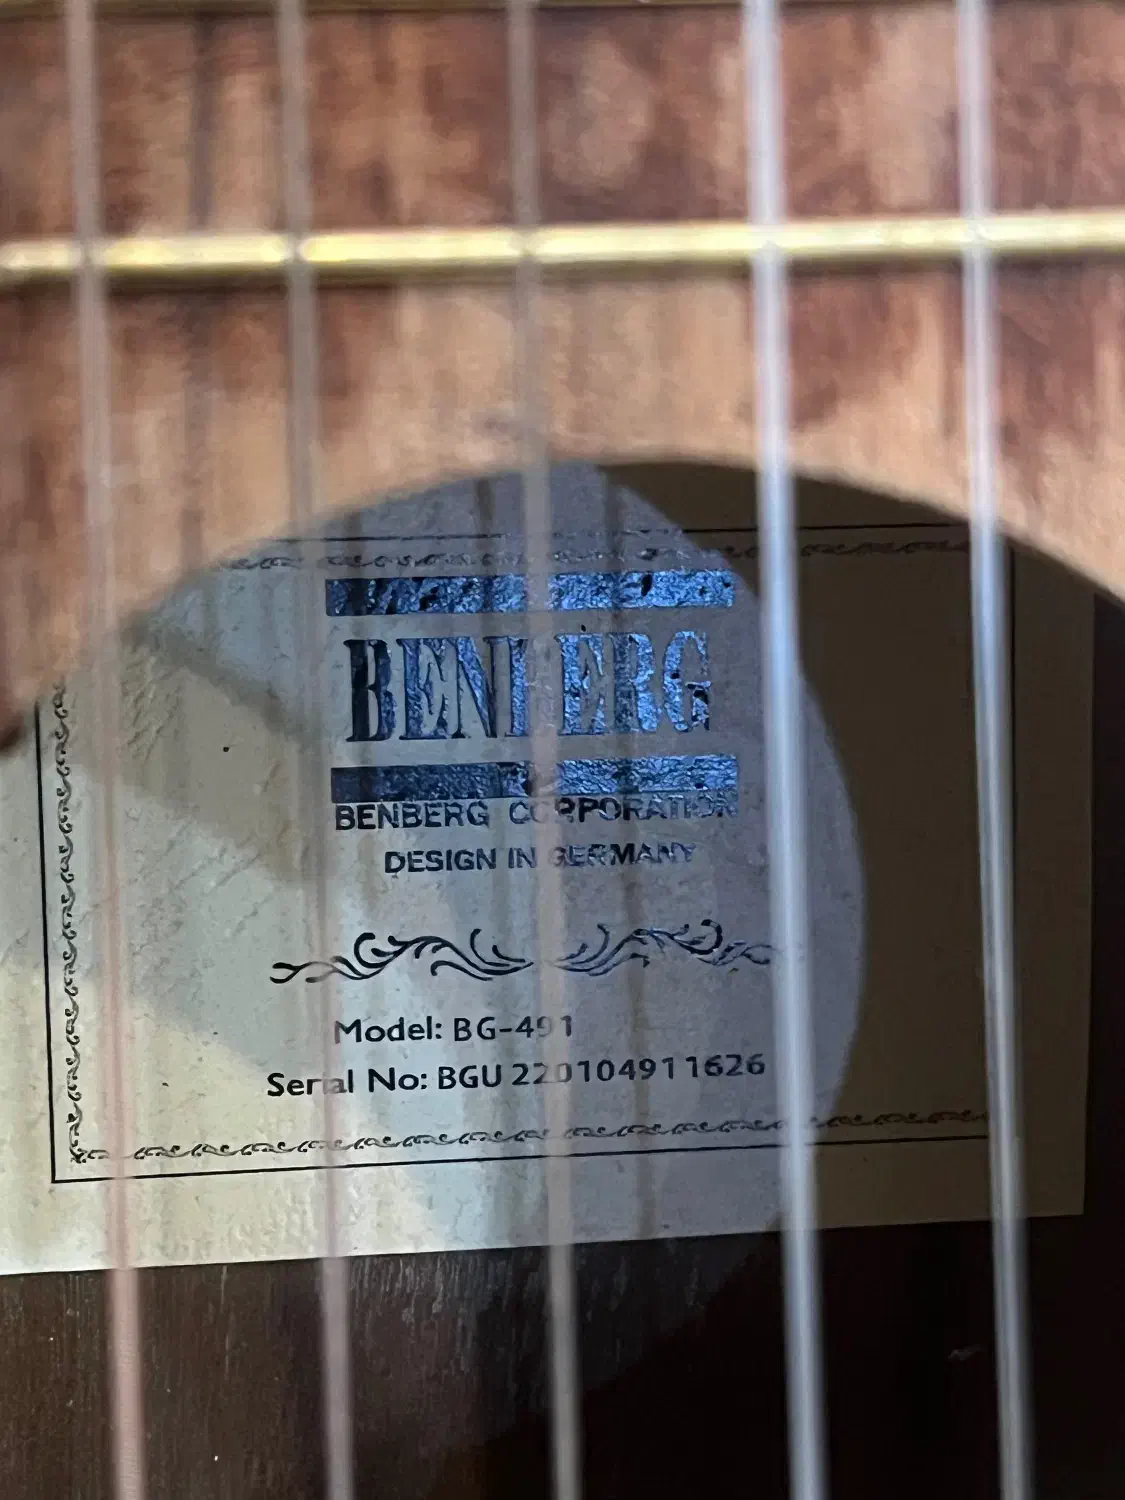 BENBERG
BENBERG CORPORATION
DESIGN IN GERMANY
Model: BG-491
Serial No: BGU 220104911626